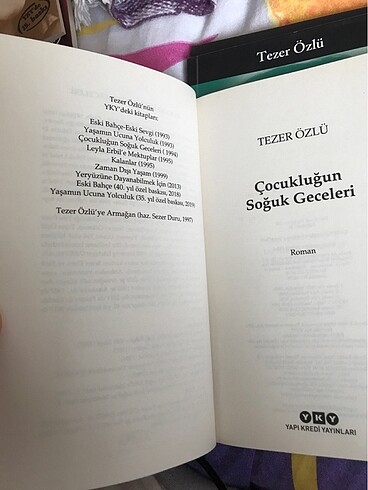 Tezer Özlü
Tezer Özlü'nün
YKY'deki kitapları:
Eski Bahçe-Eski Sevgi (1993)
Yaşamın Ucuna Yolculuk (1993)
Çocukluğun Soğuk Geceleri (1994)
Leyla Erbil'e Mektuplar (1995)
Kalanlar (1995)
Zaman Dışı Yaşam (1999)
Yeryüzüne Dayanabilmek İçin (2013)
Eski Bahçe (40. yıl özel baskısı, 2018)
Yaşamın Ucuna Yolculuk (35. yıl özel baskısı, 2019)
Tezer Özlü'ye Armağan (haz. Sezer Duru, 1997)
TEZER ÖZLÜ
Çocukluğun
Soğuk Geceleri
Roman
YKY
YAPI KREDİ YAYINLARI